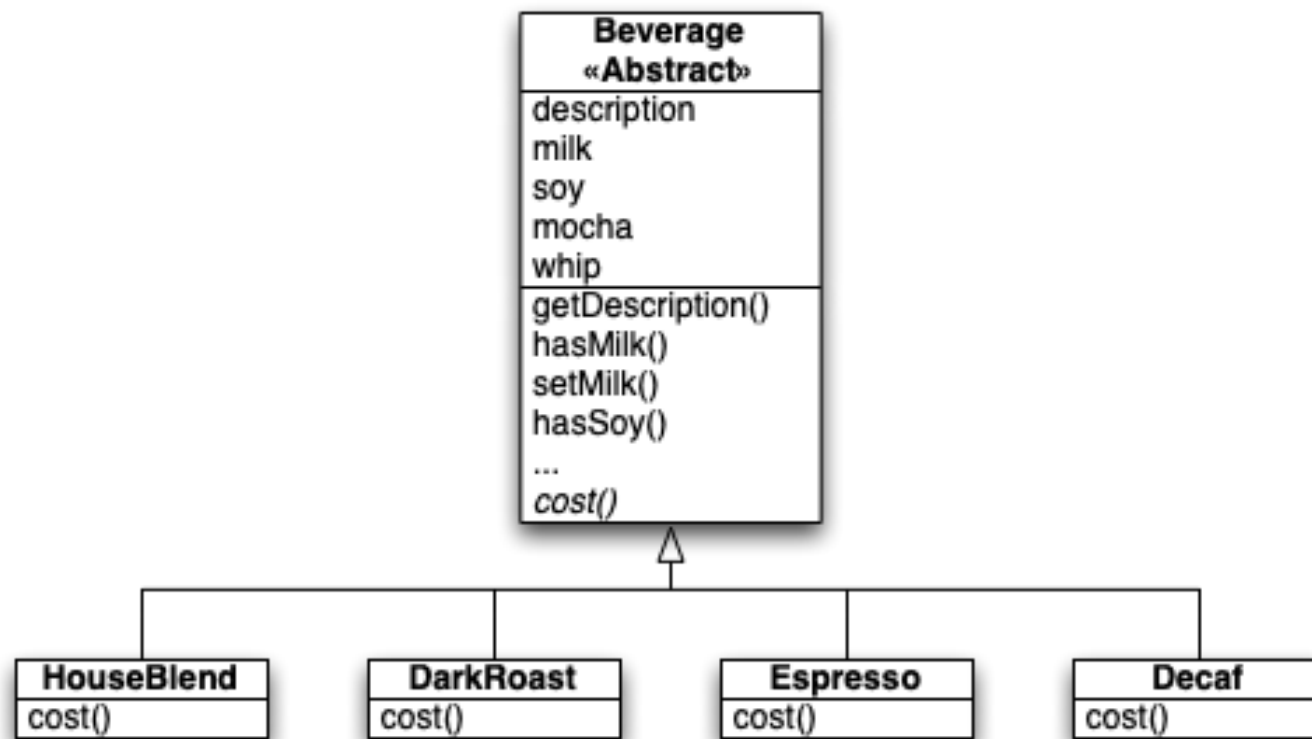 Beverage
«Abstract»
description
milk
soy
mocha
whip
getDescription()
hasMilk()
setMilk()
hasSoy()
...
cost()
HouseBlend
cost()
DarkRoast
cost()
Espresso
cost()
Decaf
cost()